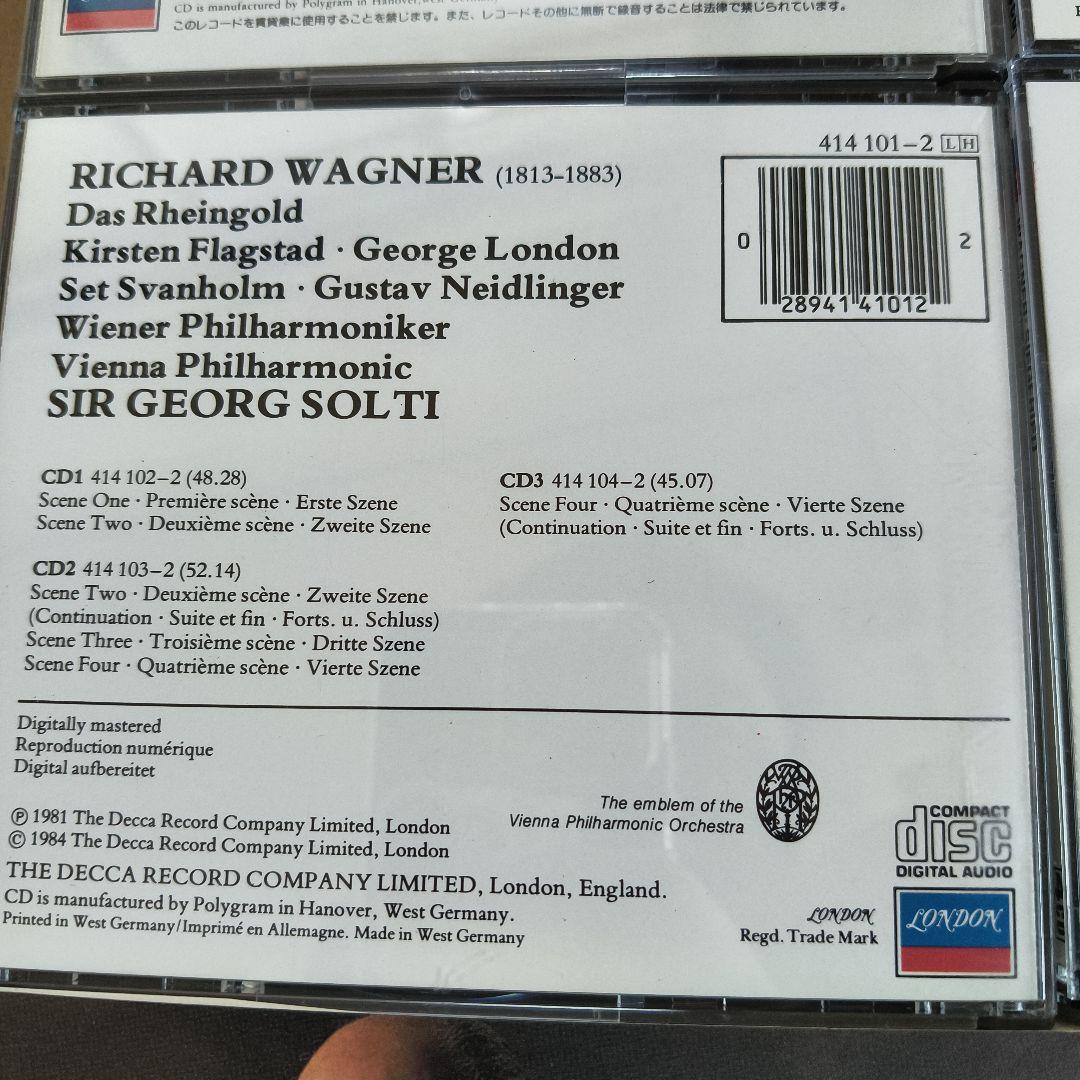 CD is manufactured by Polygram in Hanover, West
このレコードを賃貸業に使用することを禁じます。また、レコードその他に無断で録音することは法律で禁じられています。
414 101-2 LH
RICHARD WAGNER (1813-1883)
Das Rheingold
Kirsten Flagstad · George London
Set Svanholm · Gustav Neidlinger
Wiener Philharmoniker
Vienna Philharmonic
SIR GEORG SOLTI
0 28941 41012 2
CD1 414 102-2 (48.28)
Scene One · Première scène · Erste Szene
Scene Two · Deuxième scène · Zweite Szene
CD2 414 103-2 (52.14)
Scene Two · Deuxième scène · Zweite Szene
(Continuation · Suite et fin · Forts. u. Schluss)
Scene Three · Troisième scène · Dritte Szene
Scene Four · Quatrième scène · Vierte Szene
CD3 414 104-2 (45.07)
Scene Four · Quatrième scène · Vierte Szene
(Continuation · Suite et fin · Forts. u. Schluss)
Digitally mastered
Reproduction numérique
Digital aufbereitet
℗ 1981 The Decca Record Company Limited, London
© 1984 The Decca Record Company Limited, London
THE DECCA RECORD COMPANY LIMITED, London, England.
CD is manufactured by Polygram in Hanover, West Germany.
Printed in West Germany/Imprimé en Allemagne. Made in West Germany
The emblem of the
Vienna Philharmonic Orchestra
COMPACT
disc
DIGITAL AUDIO
LONDON
Regd. Trade Mark
LONDON